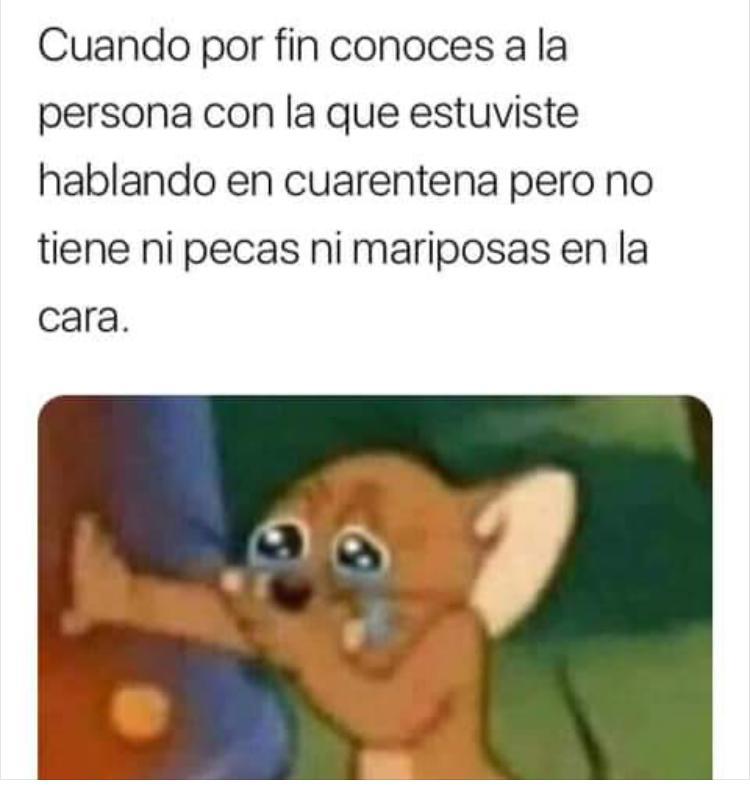 Cuando por fin conoces a la
persona con la que estuviste
hablando en cuarentena pero no
tiene ni pecas ni mariposas en la
cara.